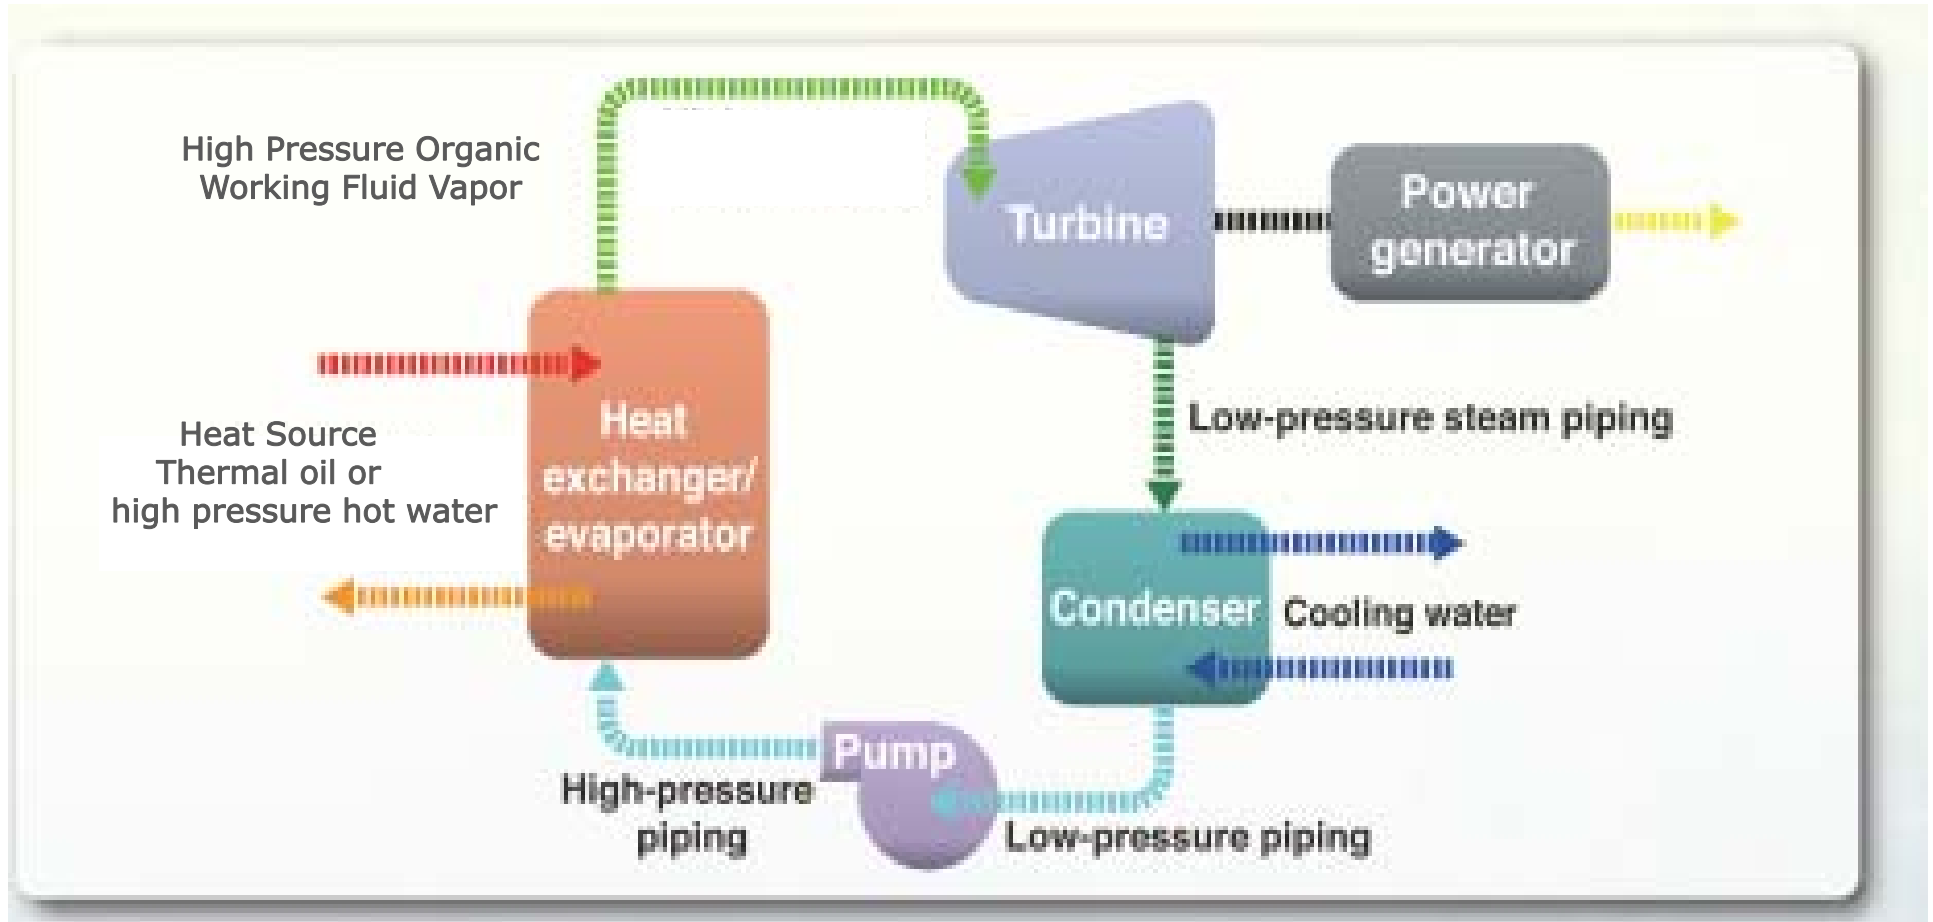 High Pressure Organic
Working Fluid Vapor
Turbine
Power
generator
Heat Source
Thermal oil or
high pressure hot water
Heat
exchanger/
evaporator
Low-pressure steam piping
Condenser
Cooling water
Pump
High-pressure
piping
Low-pressure piping